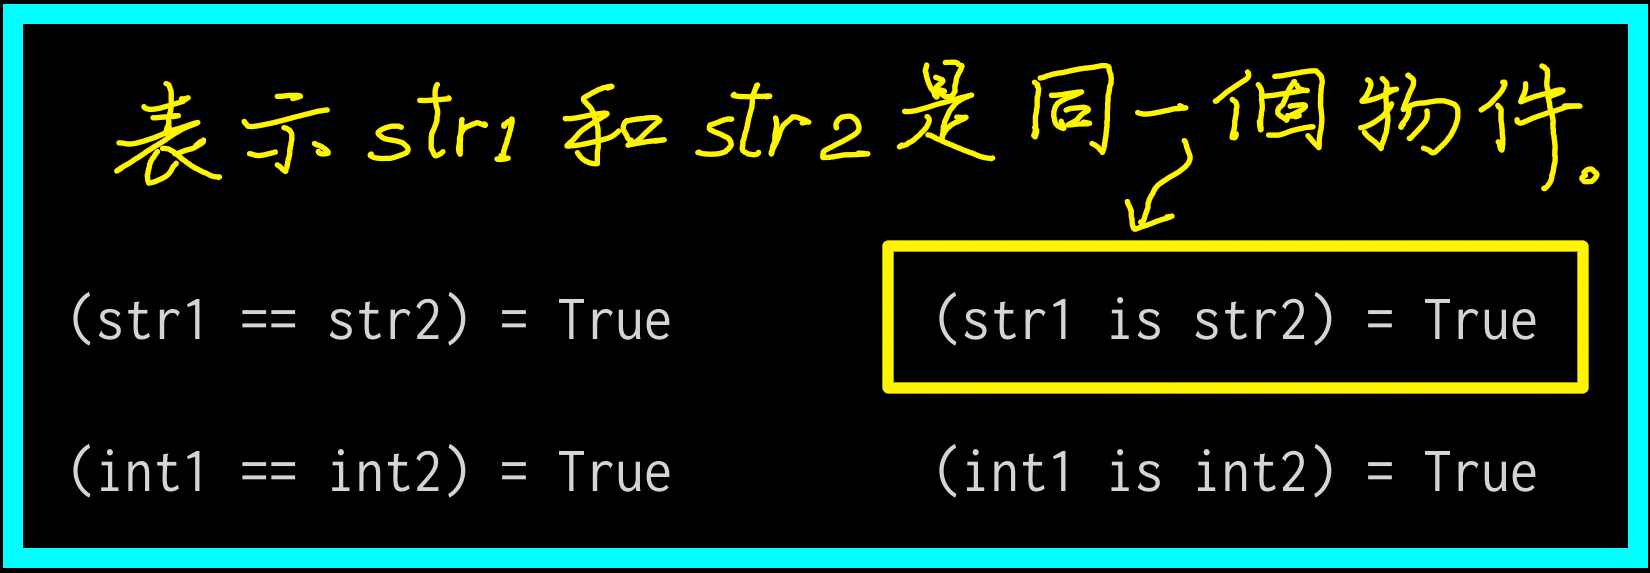 表示str1和str2是同一個物件。
(str1 == str2) = True (str1 is str2) = True
(int1 == int2) = True (int1 is int2) = True